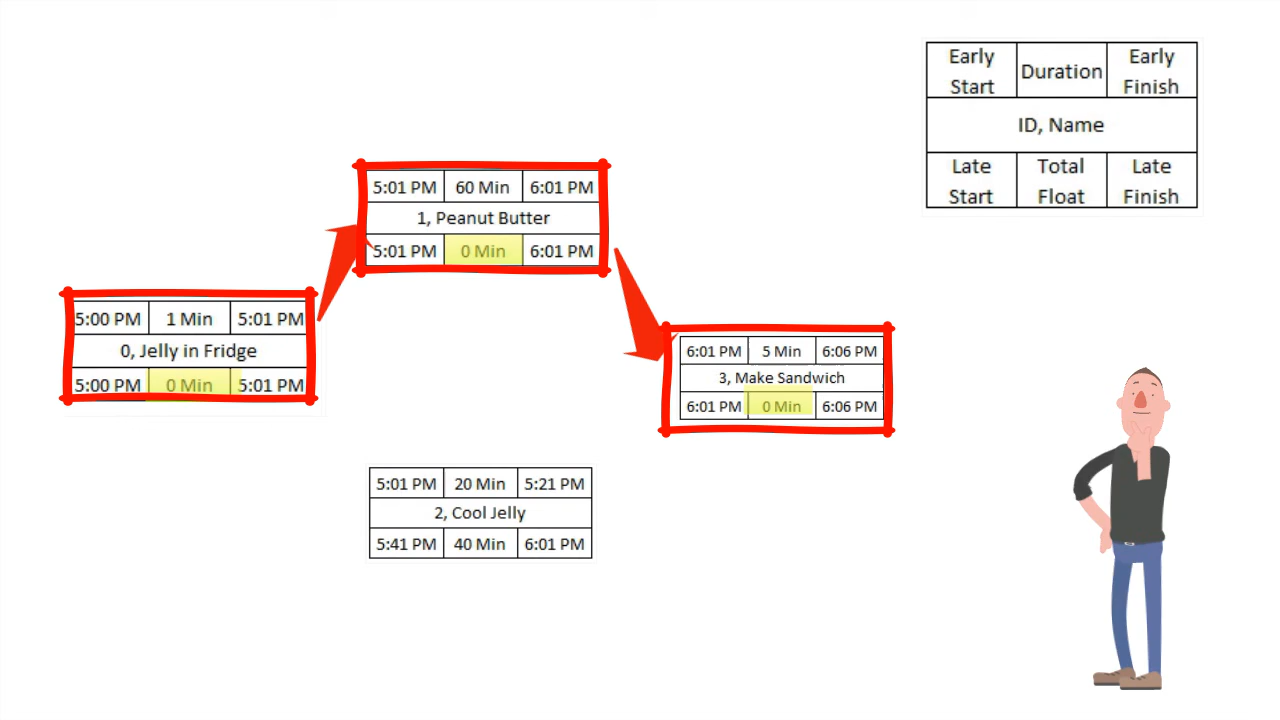 Early Start
Duration
Early Finish
ID, Name
Late Start
Total Float
Late Finish
5:01 PM 60 Min 6:01 PM
1, Peanut Butter
5:01 PM 0 Min 6:01 PM
5:00 PM 1 Min 5:01 PM
0, Jelly in Fridge
5:00 PM 0 Min 5:01 PM
6:01 PM 5 Min 6:06 PM
3, Make Sandwich
6:01 PM 0 Min 6:06 PM
5:01 PM 20 Min 5:21 PM
2, Cool Jelly
5:41 PM 40 Min 6:01 PM